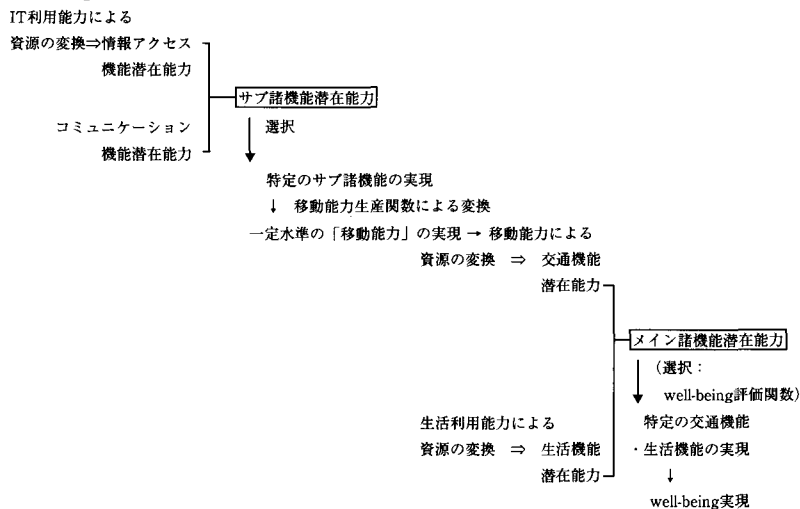 IT利用能力による
資源の変換⇒情報アクセス
機能潜在能力
サブ諸機能潜在能力
コミュニケーション
機能潜在能力
選択
特定のサブ諸機能の実現
↓ 移動能力生産関数による変換
一定水準の「移動能力」の実現 → 移動能力による
資源の変換 ⇒ 交通機能
潜在能力
メイン諸機能潜在能力
(選択:
well-being評価関数)
生活利用能力による
資源の変換 ⇒ 生活機能
潜在能力
特定の交通機能
・生活機能の実現
↓
well-being実現